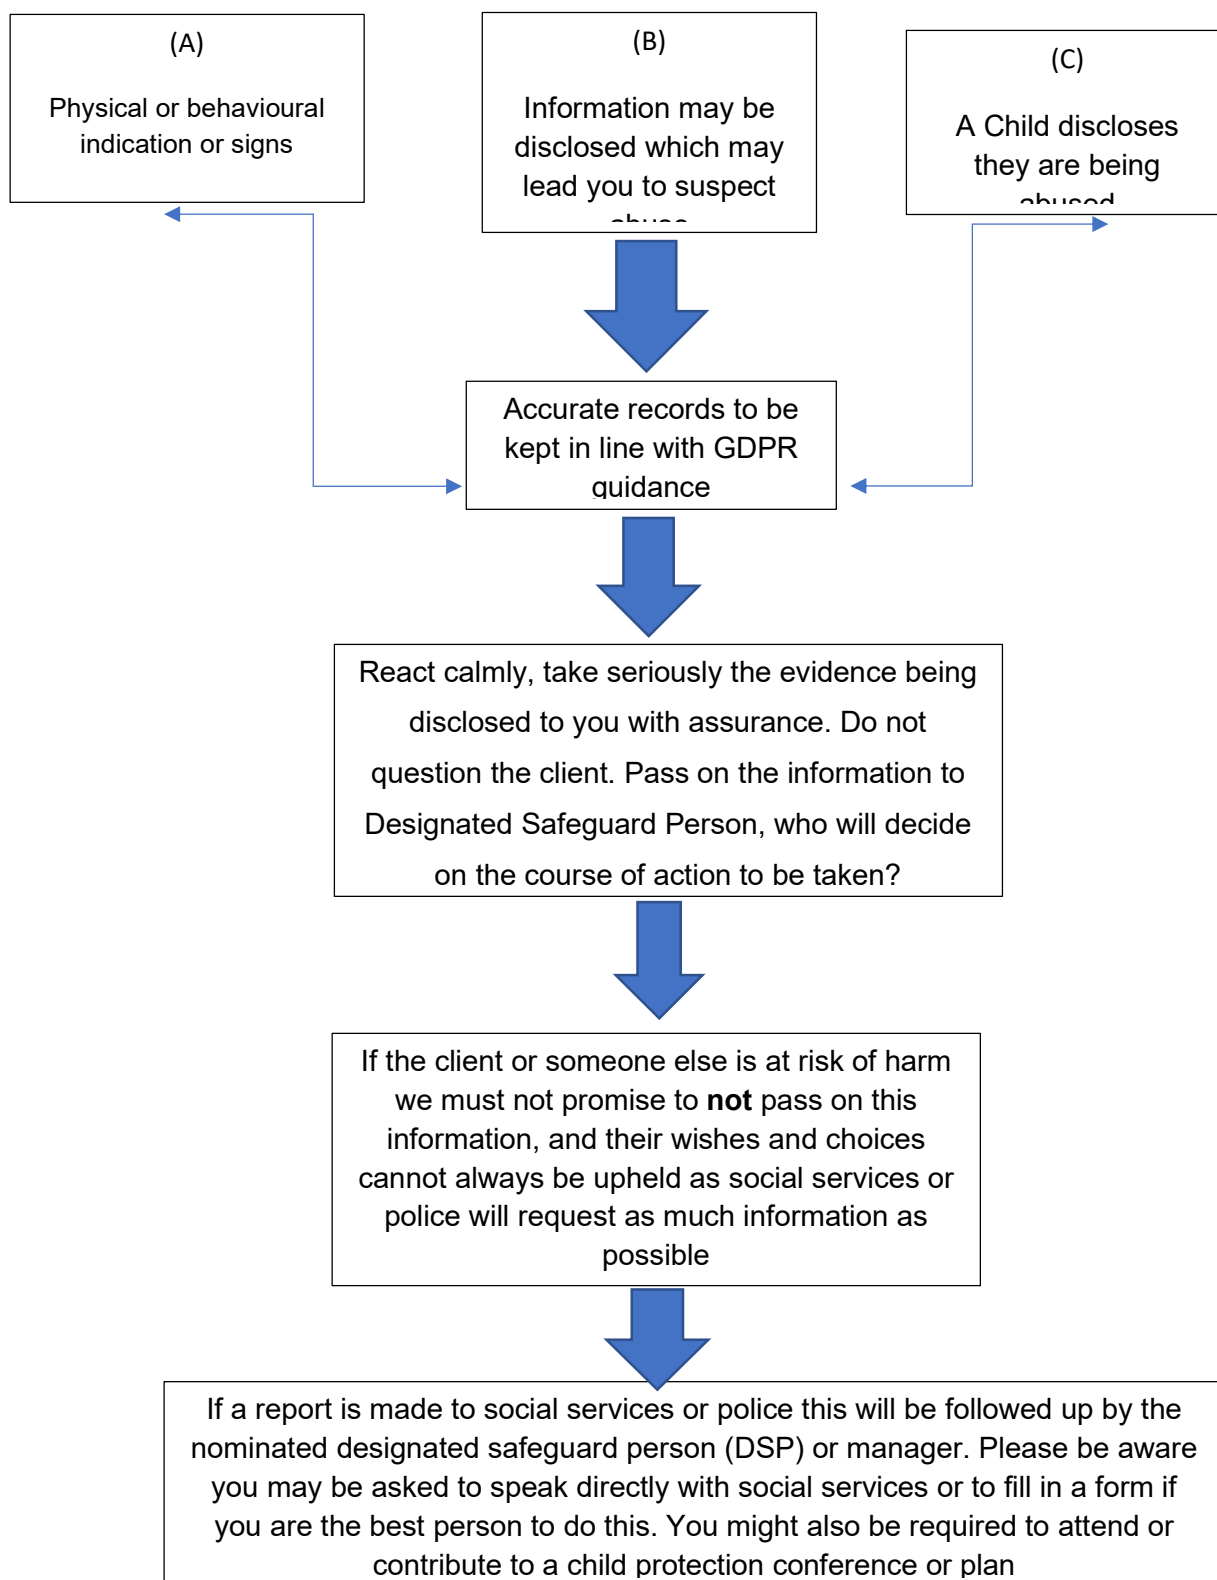 (A)
Physical or behavioural
indication or signs
(B)
Information may be
disclosed which may
lead you to suspect
abuse
(C)
A Child discloses
they are being
abused
Accurate records to be
kept in line with GDPR
guidance
React calmly, take seriously the evidence being
disclosed to you with assurance. Do not
question the client. Pass on the information to
Designated Safeguard Person, who will decide
on the course of action to be taken?
If the client or someone else is at risk of harm
we must not promise to not pass on this
information, and their wishes and choices
cannot always be upheld as social services or
police will request as much information as
possible
If a report is made to social services or police this will be followed up by the
nominated designated safeguard person (DSP) or manager. Please be aware
you may be asked to speak directly with social services or to fill in a form if
you are the best person to do this. You might also be required to attend or
contribute to a child protection conference or plan